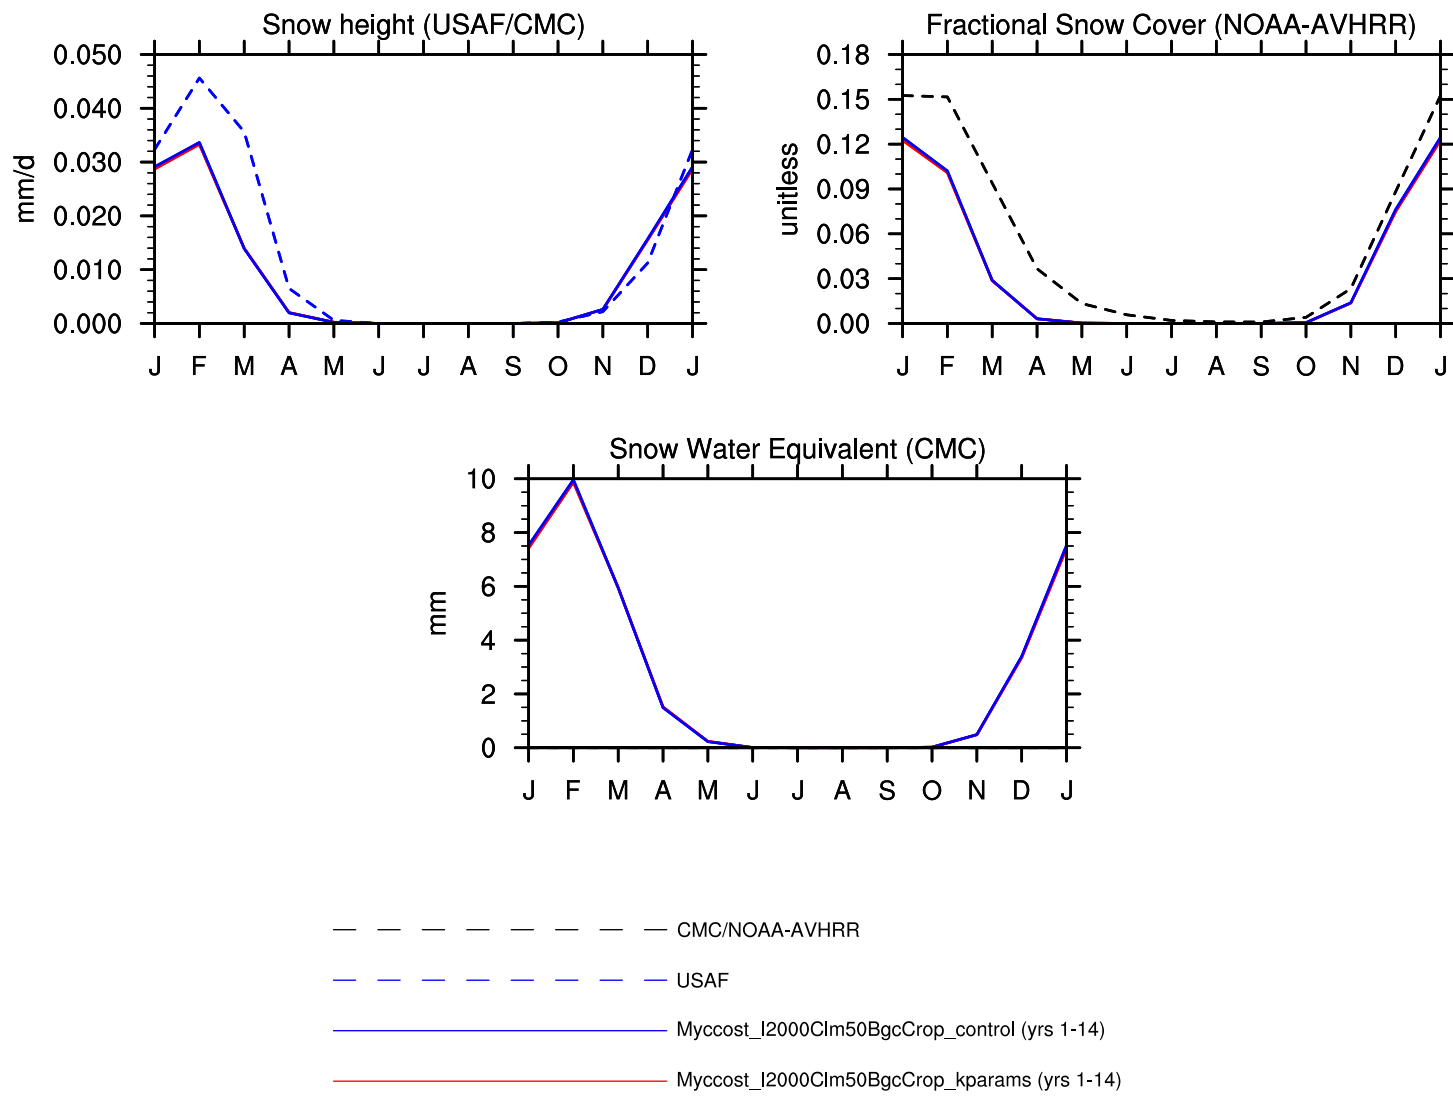 Snow height (USAF/CMC)
0.050
0.040
0.030
0.020
0.010
0.000
mm/d
J F M A M J J A S O N D J
Fractional Snow Cover (NOAA-AVHRR)
0.18
0.15
0.12
0.09
0.06
0.03
0.00
unitless
J F M A M J J A S O N D J
Snow Water Equivalent (CMC)
10
8
6
4
2
0
mm
J F M A M J J A S O N D J
CMC/NOAA-AVHRR
USAF
Myccost_I2000Clm50BgcCrop_control (yrs 1-14)
Myccost_I2000Clm50BgcCrop_kparams (yrs 1-14)